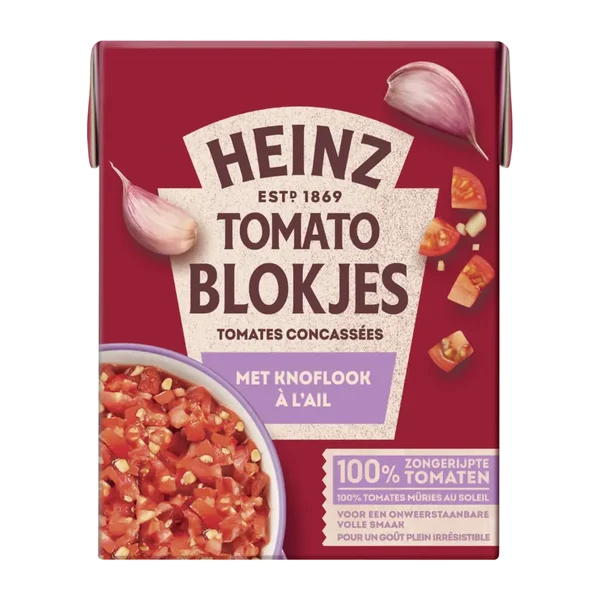 HEINZ
ESTD 1869
TOMATO
BLOKJES
TOMATES CONCASSÉES
MET KNOFLOOK
À L'AIL
100% ZONGERIJPTE
TOMATEN
100% TOMATES MÛRIES AU SOLEIL
VOOR EEN ONWEERSTAANBARE
VOLLE SMAAK
POUR UN GOÛT PLEIN IRRÉSISTIBLE